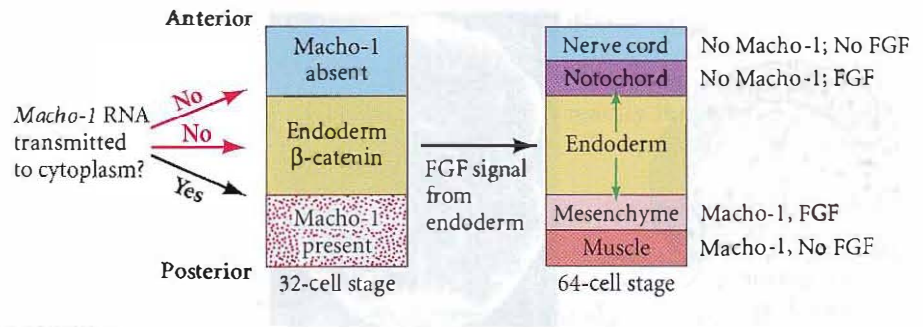 Anterior
Macho-1
absent
No
Macho-1 RNA
transmitted
to cytoplasm?
No
Yes
Endoderm
β-catenin
Macho-1
present
Posterior
32-cell stage
FGF signal
from
endoderm
Nerve cord No Macho-1; No FGF
Notochord No Macho-1; FGF
Endoderm
Mesenchyme Macho-1, FGF
Muscle Macho-1, No FGF
64-cell stage